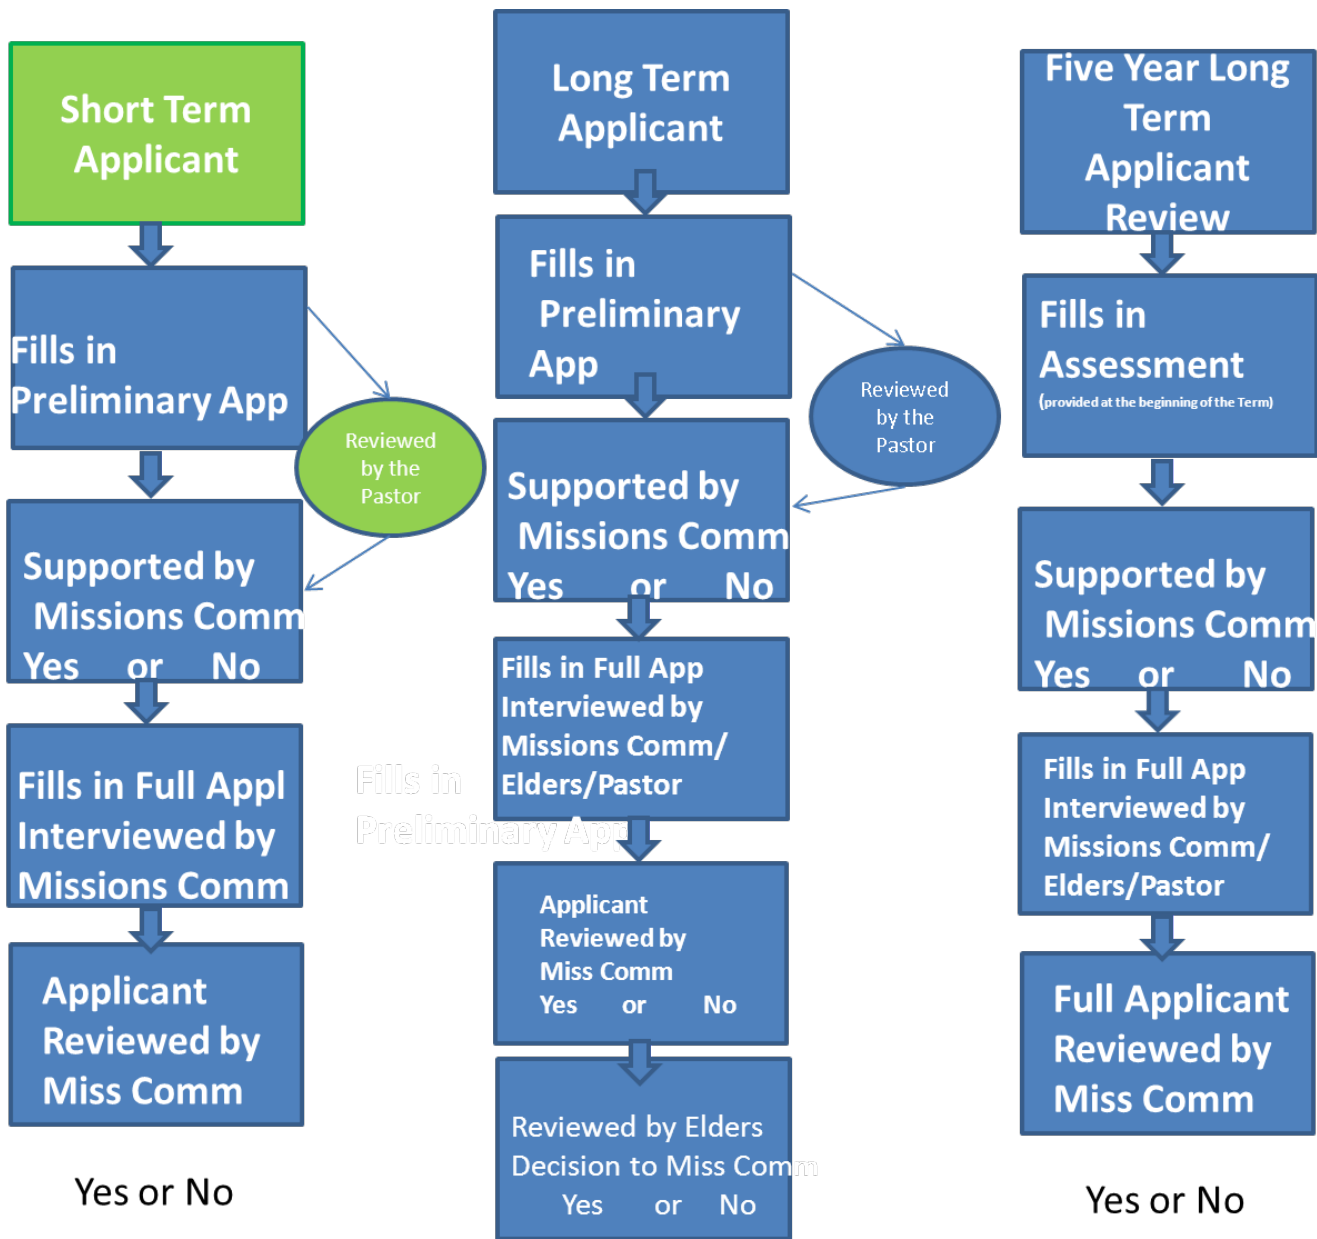 Short Term
Applicant
Fills in
Preliminary App
Reviewed
by the
Pastor
Supported by
Missions Comm
Yes or No
Fills in Full Appl
Interviewed by
Missions Comm
Applicant
Reviewed by
Miss Comm
Yes or No
Long Term
Applicant
Fills in
Preliminary
App
Reviewed
by the
Pastor
Supported by
Missions Comm
Yes or No
Fills in Full App
Interviewed by
Missions Comm/
Elders/Pastor
Fills in
Preliminary App
Applicant
Reviewed by
Miss Comm
Yes or No
Reviewed by Elders
Decision to Miss Comm
Yes or No
Five Year Long
Term
Applicant
Review
Fills in
Assessment
(provided at the beginning of the Term)
Supported by
Missions Comm
Yes or No
Fills in Full App
Interviewed by
Missions Comm/
Elders/Pastor
Full Applicant
Reviewed by
Miss Comm
Yes or No